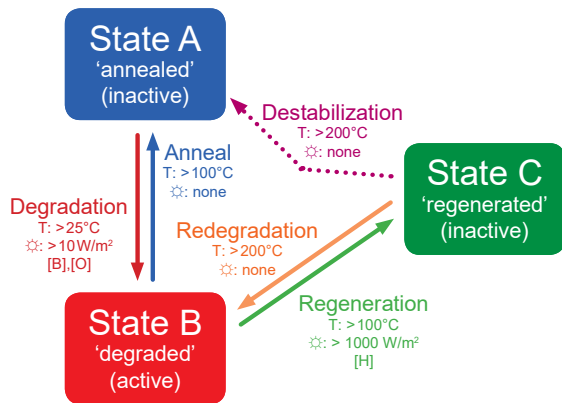 State A
'annealed'
(inactive)
Destabilization
T: >200°C
☼: none
Anneal
T: >100°C
☼: none
State C
'regenerated'
(inactive)
Degradation
T: >25°C
☼: >10 W/m²
[B],[O]
Redegradation
T: >200°C
☼: none
State B
'degraded'
(active)
Regeneration
T: >100°C
☼: > 1000 W/m²
[H]